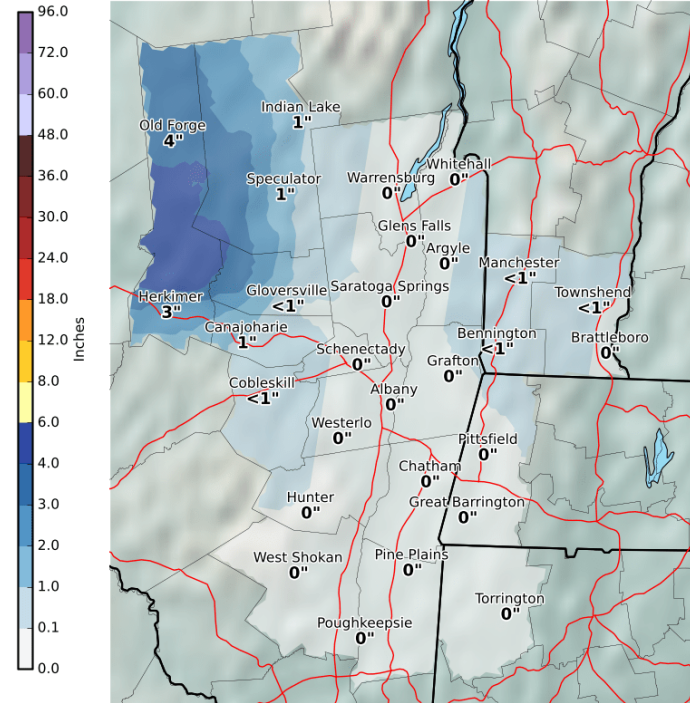 96.0
72.0
60.0
48.0
36.0
30.0
24.0
18.0
12.0
8.0
6.0
4.0
3.0
2.0
1.0
0.1
0.0
Inches
Indian Lake
1"
Old Forge
4"
Whitehall
0"
Warrensburg
0"
Speculator
1"
Glens Falls
0"
Argyle
0"
Manchester
<1"
Gloversville
<1"
Saratoga Springs
0"
Townshend
<1"
Herkimer
3"
Canajoharie
1"
Bennington
<1"
Brattleboro
0"
Schenectady
0"
Grafton
0"
Cobleskill
<1"
Albany
0"
Westerlo
0"
Pittsfield
0"
Chatham
0"
Hunter
0"
Great Barrington
0"
West Shokan
0"
Pine Plains
0"
Torrington
0"
Poughkeepsie
0"